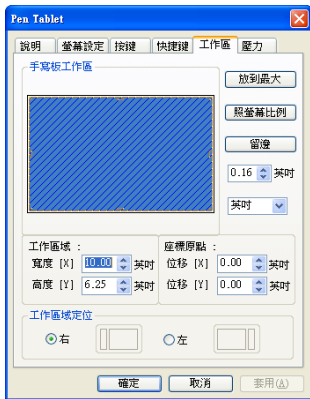 Pen Tablet
說明 螢幕設定 按鍵 快捷鍵 工作區 壓力
手寫板工作區
放到最大
照螢幕比例
留邊
0.16 英吋
英吋
工作區域 : 座標原點 :
寬度 [X] 10.00 英吋 位移 [X] 0.00 英吋
高度 [Y] 6.25 英吋 位移 [Y] 0.00 英吋
工作區域定位
右 左
確定 取消 套用(A)